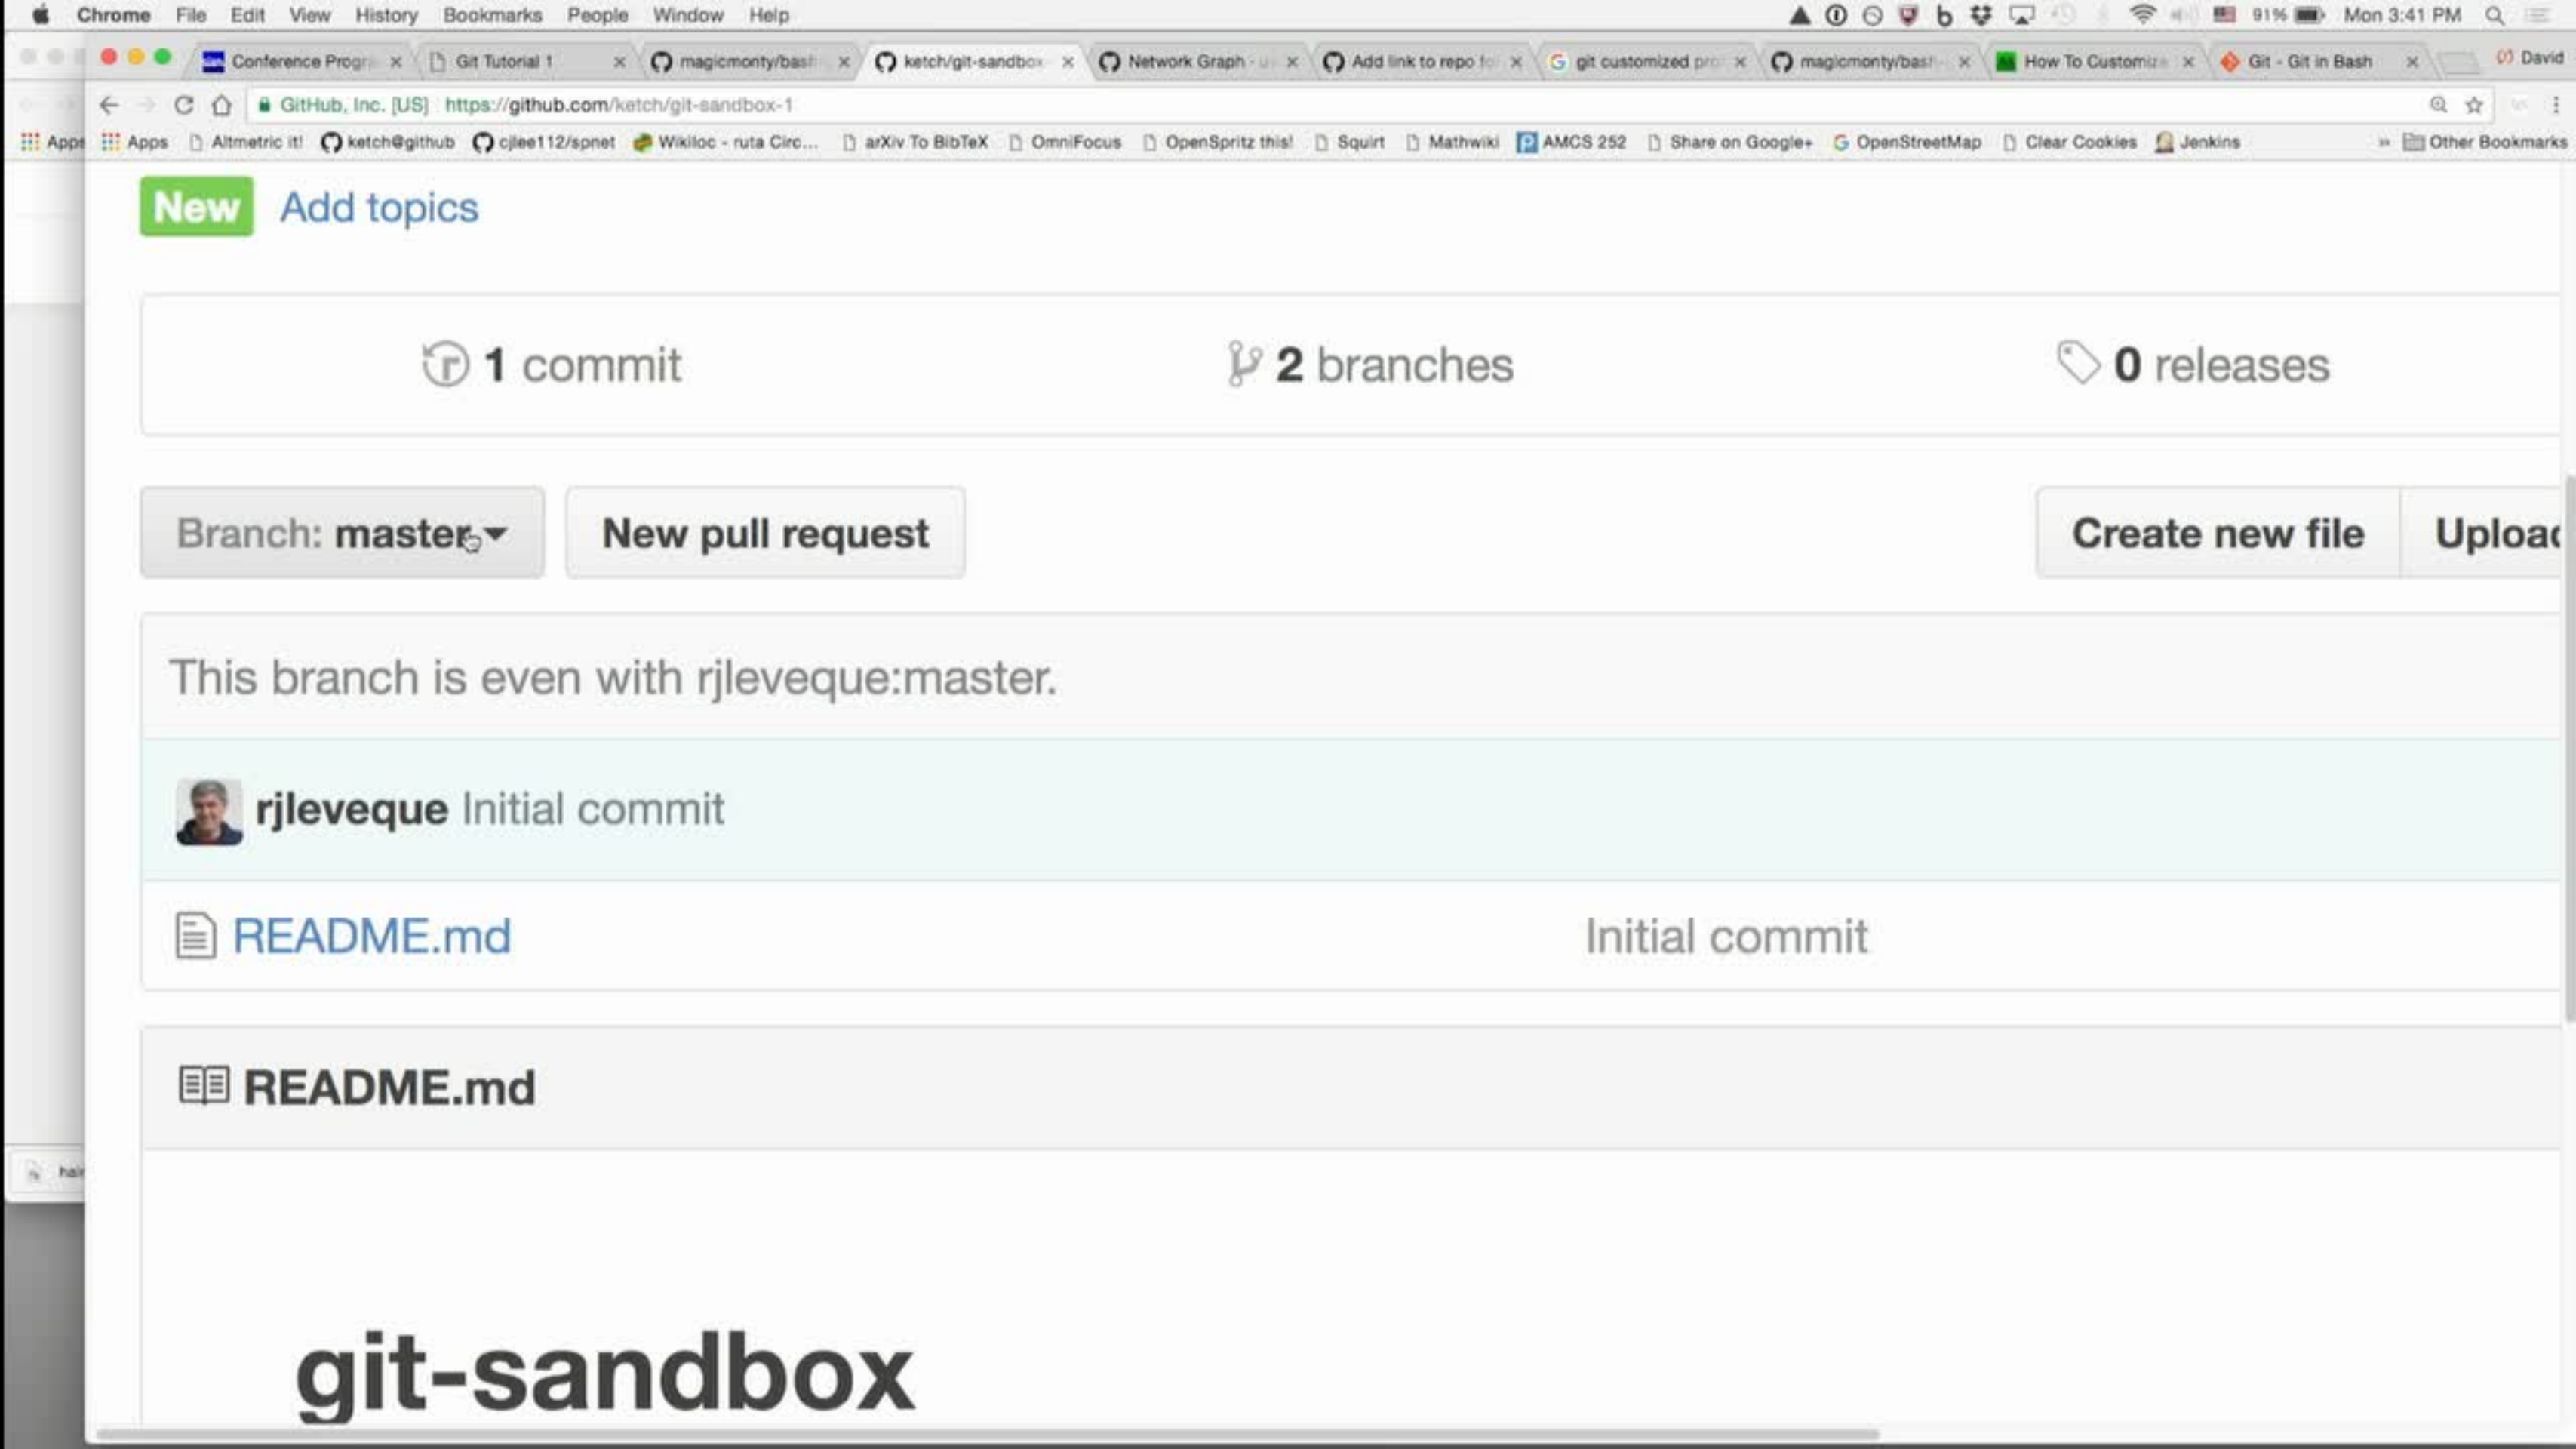 Chrome File Edit View History Bookmarks People Window Help 91% Mon 3:41 PM
Conference Progr Git Tutorial 1 magicmonty/bash ketch/git-sandbox Network Graph - u Add link to repo fo git customized pro magicmonty/bash- How To Customize Git - Git in Bash David
GitHub, Inc. [US] https://github.com/ketch/git-sandbox-1
Apps Apps Altmetric it! ketch@github cjlee112/spnet Wikiloc - ruta Circ... arXiv To BibTeX OmniFocus OpenSpritz this! Squirt Mathwiki AMCS 252 Share on Google+ OpenStreetMap Clear Cookies Jenkins » Other Bookmarks
New Add topics
1 commit 2 branches 0 releases
Branch: master New pull request Create new file Upload
This branch is even with rjleveque:master.
rjleveque Initial commit
README.md Initial commit
README.md
hair
git-sandbox